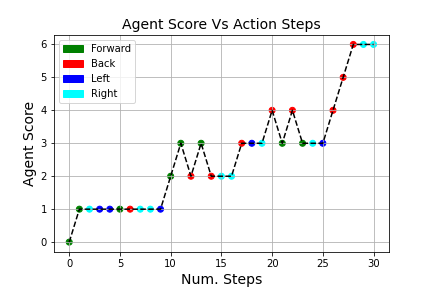 Agent Score Vs Action Steps
Forward
Back
Left
Right
Agent Score
6
5
4
3
2
1
0
0 5 10 15 20 25 30
Num. Steps